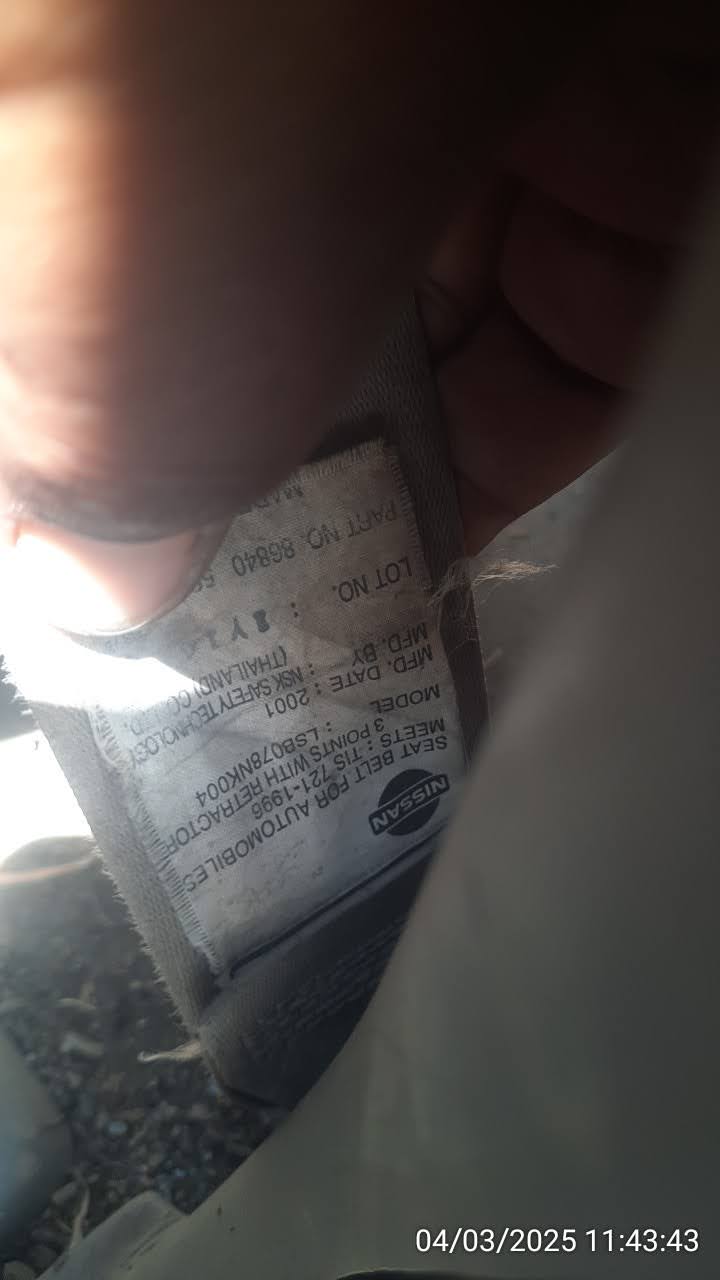 NISSAN
SEAT BELT FOR AUTOMOBILES
MEETS : TIS 721-1996
3 POINTS WITH RETRACTOR
MODEL : LSB078NK004
MFD. DATE : 2001
MFD. BY : NSK SAFETY TECHNOLOGY
(THAILAND) CO
LOT NO. :
PART NO. 86840
04/03/2025 11:43:43